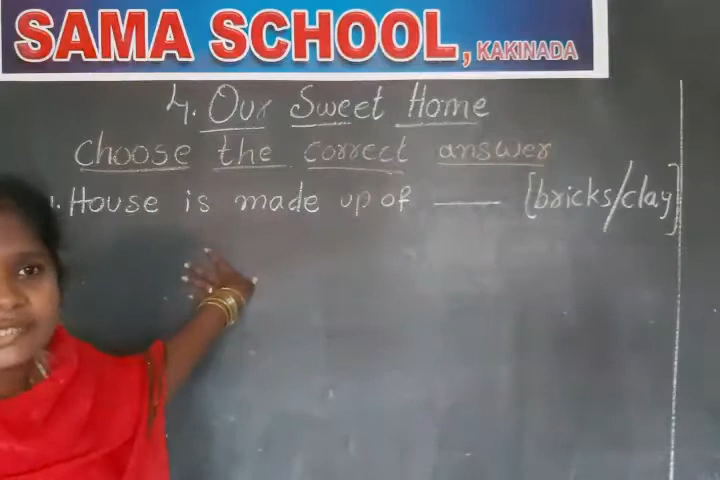 SAMA SCHOOL, KAKINADA
4. Our Sweet Home
Choose the correct answer
1. House is made up of ____ [bricks/clay]